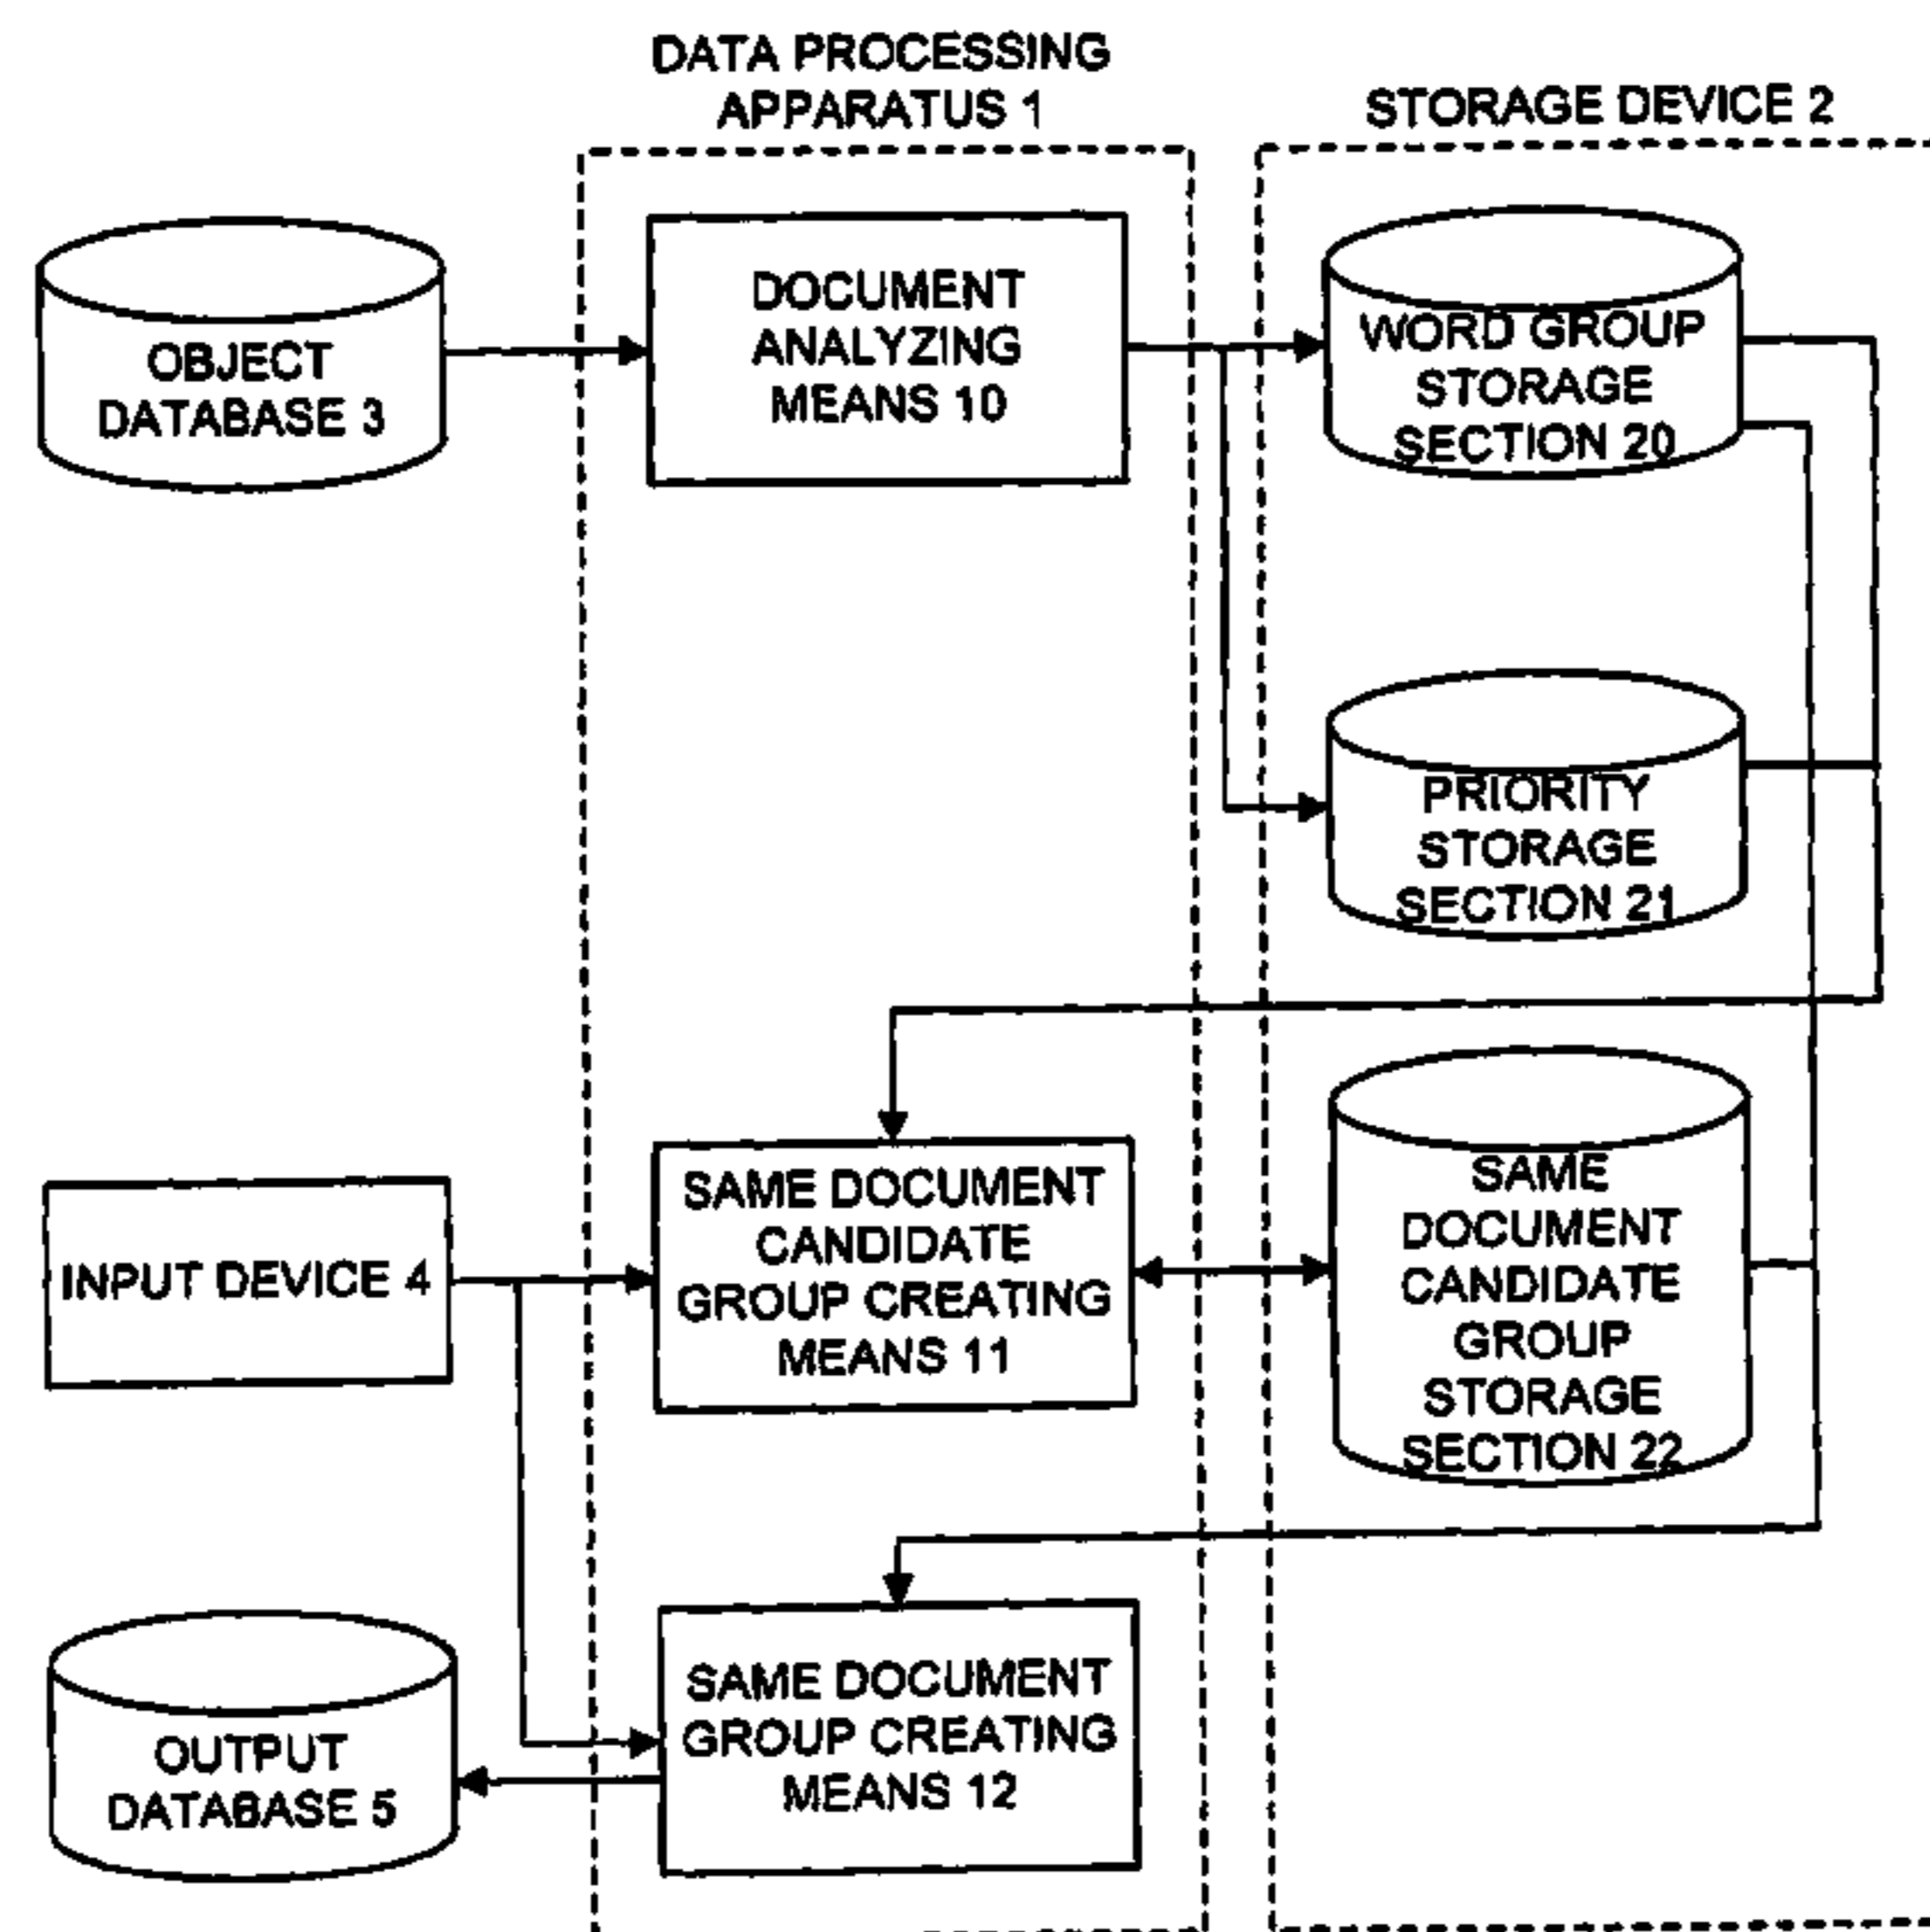 DATA PROCESSING
APPARATUS 1
STORAGE DEVICE 2
OBJECT
DATABASE 3
DOCUMENT
ANALYZING
MEANS 10
WORD GROUP
STORAGE
SECTION 20
PRIORITY
STORAGE
SECTION 21
INPUT DEVICE 4
SAME DOCUMENT
CANDIDATE
GROUP CREATING
MEANS 11
SAME
DOCUMENT
CANDIDATE
GROUP
STORAGE
SECTION 22
OUTPUT
DATABASE 5
SAME DOCUMENT
GROUP CREATING
MEANS 12